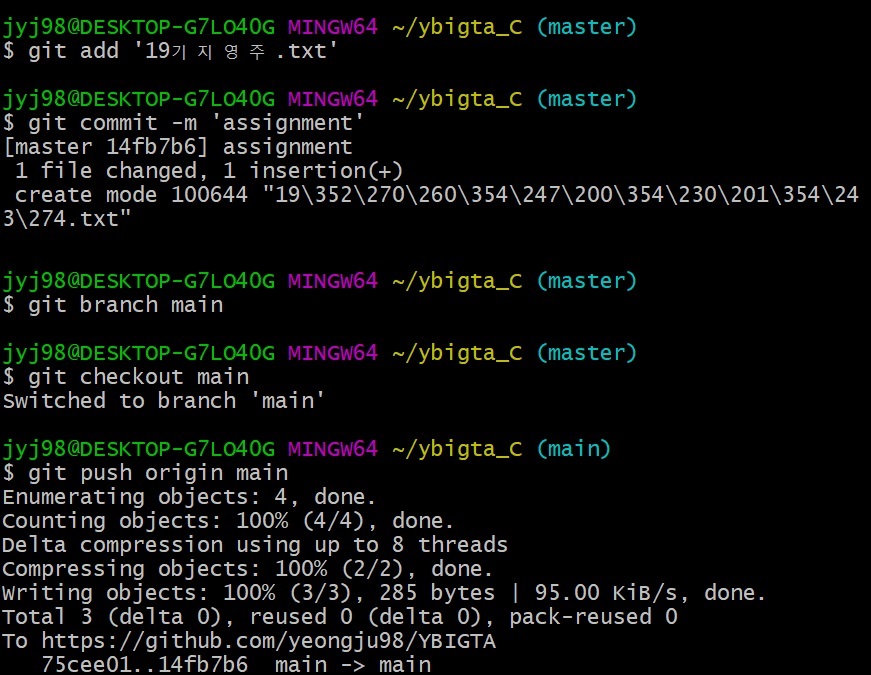 jyj98@DESKTOP-G7LO4OG MINGW64 ~/ybigta_C (master)
$ git add '19기 지영주.txt'
jyj98@DESKTOP-G7LO4OG MINGW64 ~/ybigta_C (master)
$ git commit -m 'assignment'
[master 14fb7b6] assignment
1 file changed, 1 insertion(+)
create mode 100644 "19\352\270\260\354\247\200\354\230\201\354\24
3\274.txt"
jyj98@DESKTOP-G7LO4OG MINGW64 ~/ybigta_C (master)
$ git branch main
jyj98@DESKTOP-G7LO4OG MINGW64 ~/ybigta_C (master)
$ git checkout main
Switched to branch 'main'
jyj98@DESKTOP-G7LO4OG MINGW64 ~/ybigta_C (main)
$ git push origin main
Enumerating objects: 4, done.
Counting objects: 100% (4/4), done.
Delta compression using up to 8 threads
Compressing objects: 100% (2/2), done.
Writing objects: 100% (3/3), 285 bytes | 95.00 KiB/s, done.
Total 3 (delta 0), reused 0 (delta 0), pack-reused 0
To https://github.com/yeongju98/YBIGTA
75cee01..14fb7b6  main -> main